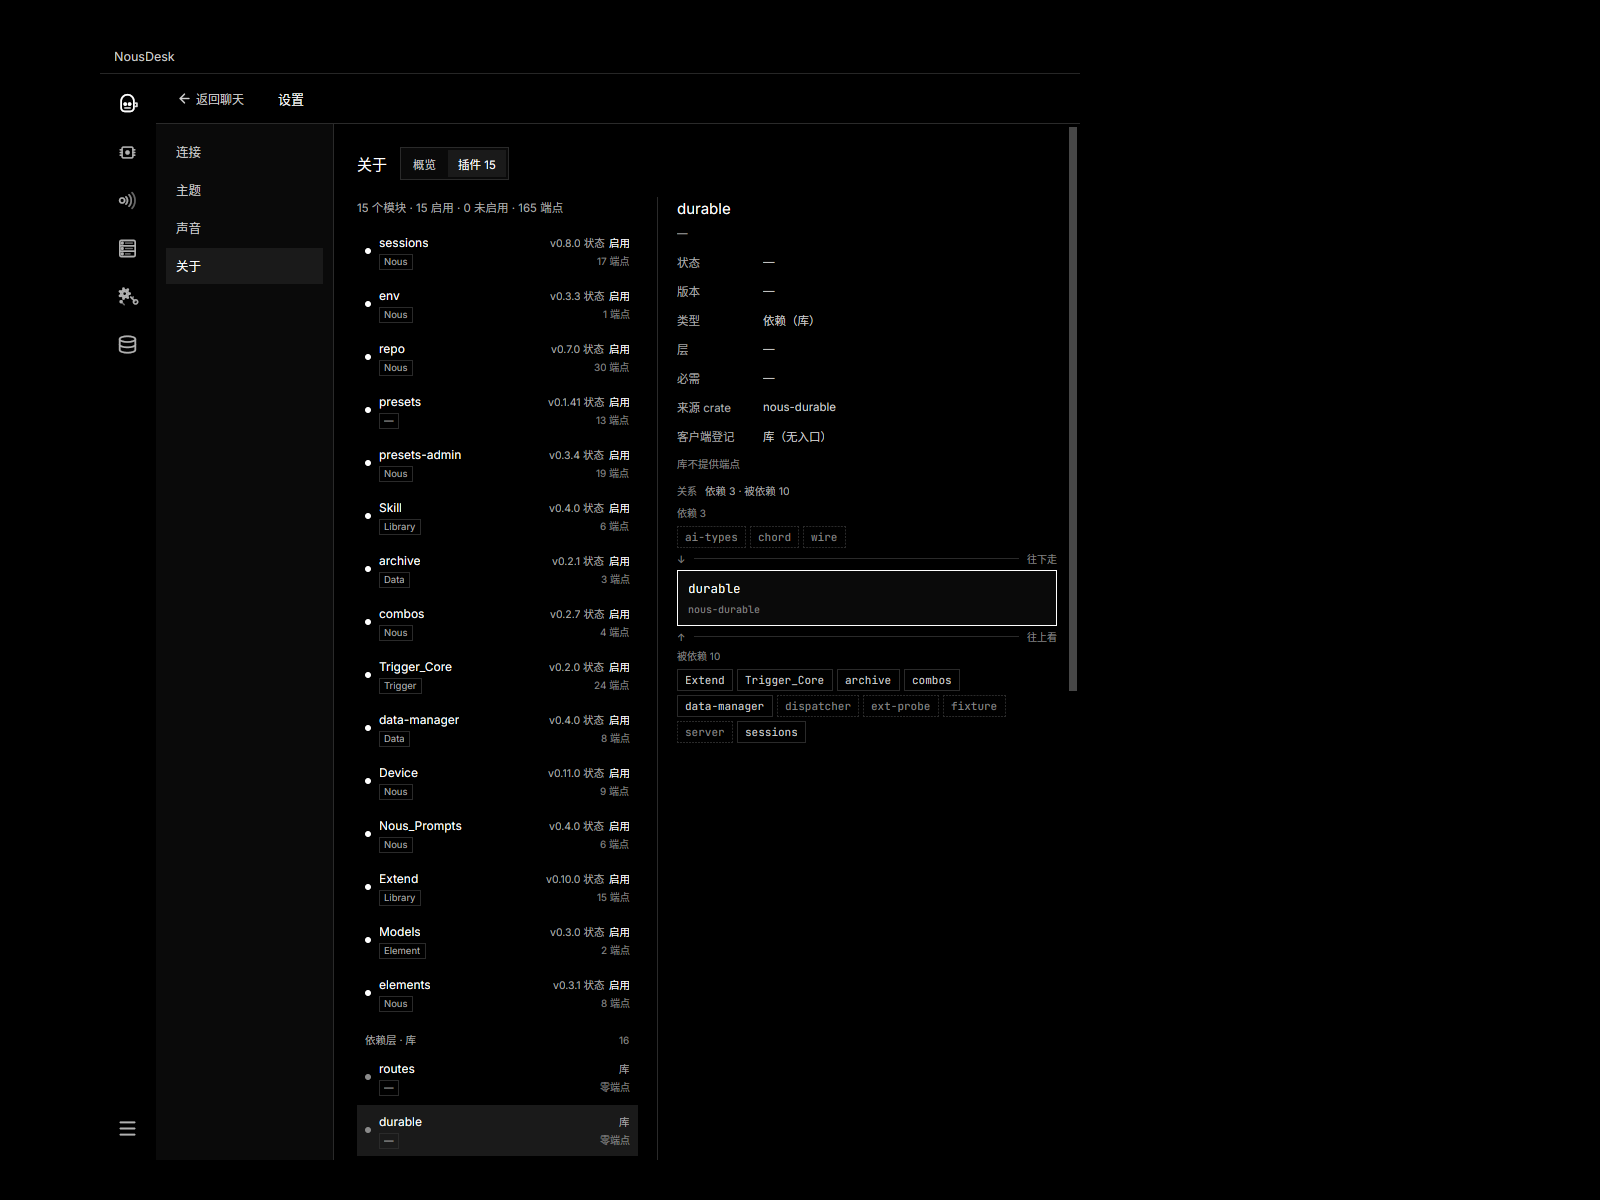 NousDesk
← 返回聊天 设置
连接
主题
声音
关于
关于 概览 插件 15
15 个模块 · 15 启用 · 0 未启用 · 165 端点
sessions v0.8.0 状态 启用
Nous 17 端点
env v0.3.3 状态 启用
Nous 1 端点
repo v0.7.0 状态 启用
Nous 30 端点
presets v0.1.41 状态 启用
— 13 端点
presets-admin v0.3.4 状态 启用
Nous 19 端点
Skill v0.4.0 状态 启用
Library 6 端点
archive v0.2.1 状态 启用
Data 3 端点
combos v0.2.7 状态 启用
Nous 4 端点
Trigger_Core v0.2.0 状态 启用
Trigger 24 端点
data-manager v0.4.0 状态 启用
Data 8 端点
Device v0.11.0 状态 启用
Nous 9 端点
Nous_Prompts v0.4.0 状态 启用
Nous 6 端点
Extend v0.10.0 状态 启用
Library 15 端点
Models v0.3.0 状态 启用
Element 2 端点
elements v0.3.1 状态 启用
Nous 8 端点
依赖层 · 库 16
routes 库
— 零端点
durable 库
— 零端点
durable
—
状态 —
版本 —
类型 依赖（库）
层 —
必需 —
来源 crate nous-durable
客户端登记 库（无入口）
库不提供端点
关系 依赖 3 · 被依赖 10
依赖 3
ai-types chord wire
↓ 往下走
durable
nous-durable
↑ 往上看
被依赖 10
Extend Trigger_Core archive combos
data-manager dispatcher ext-probe fixture
server sessions